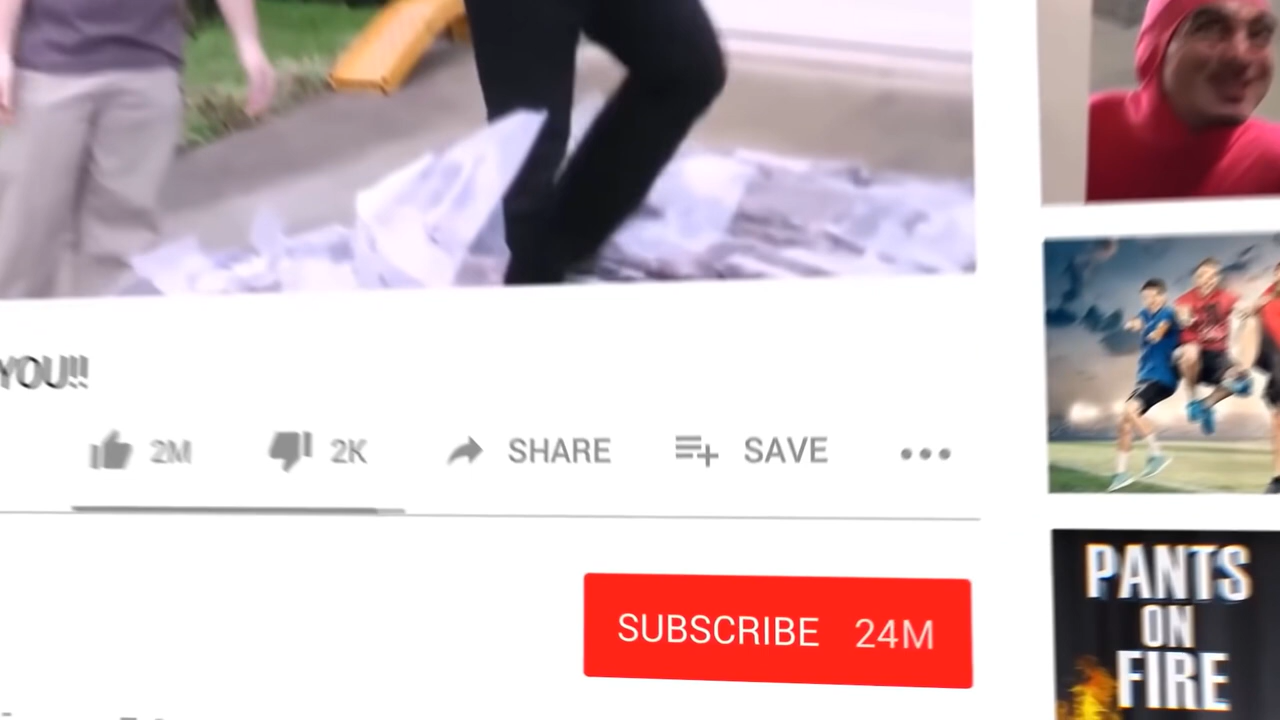 YOU!!
2M 2K SHARE SAVE
SUBSCRIBE 24M
PANTS
ON
FIRE